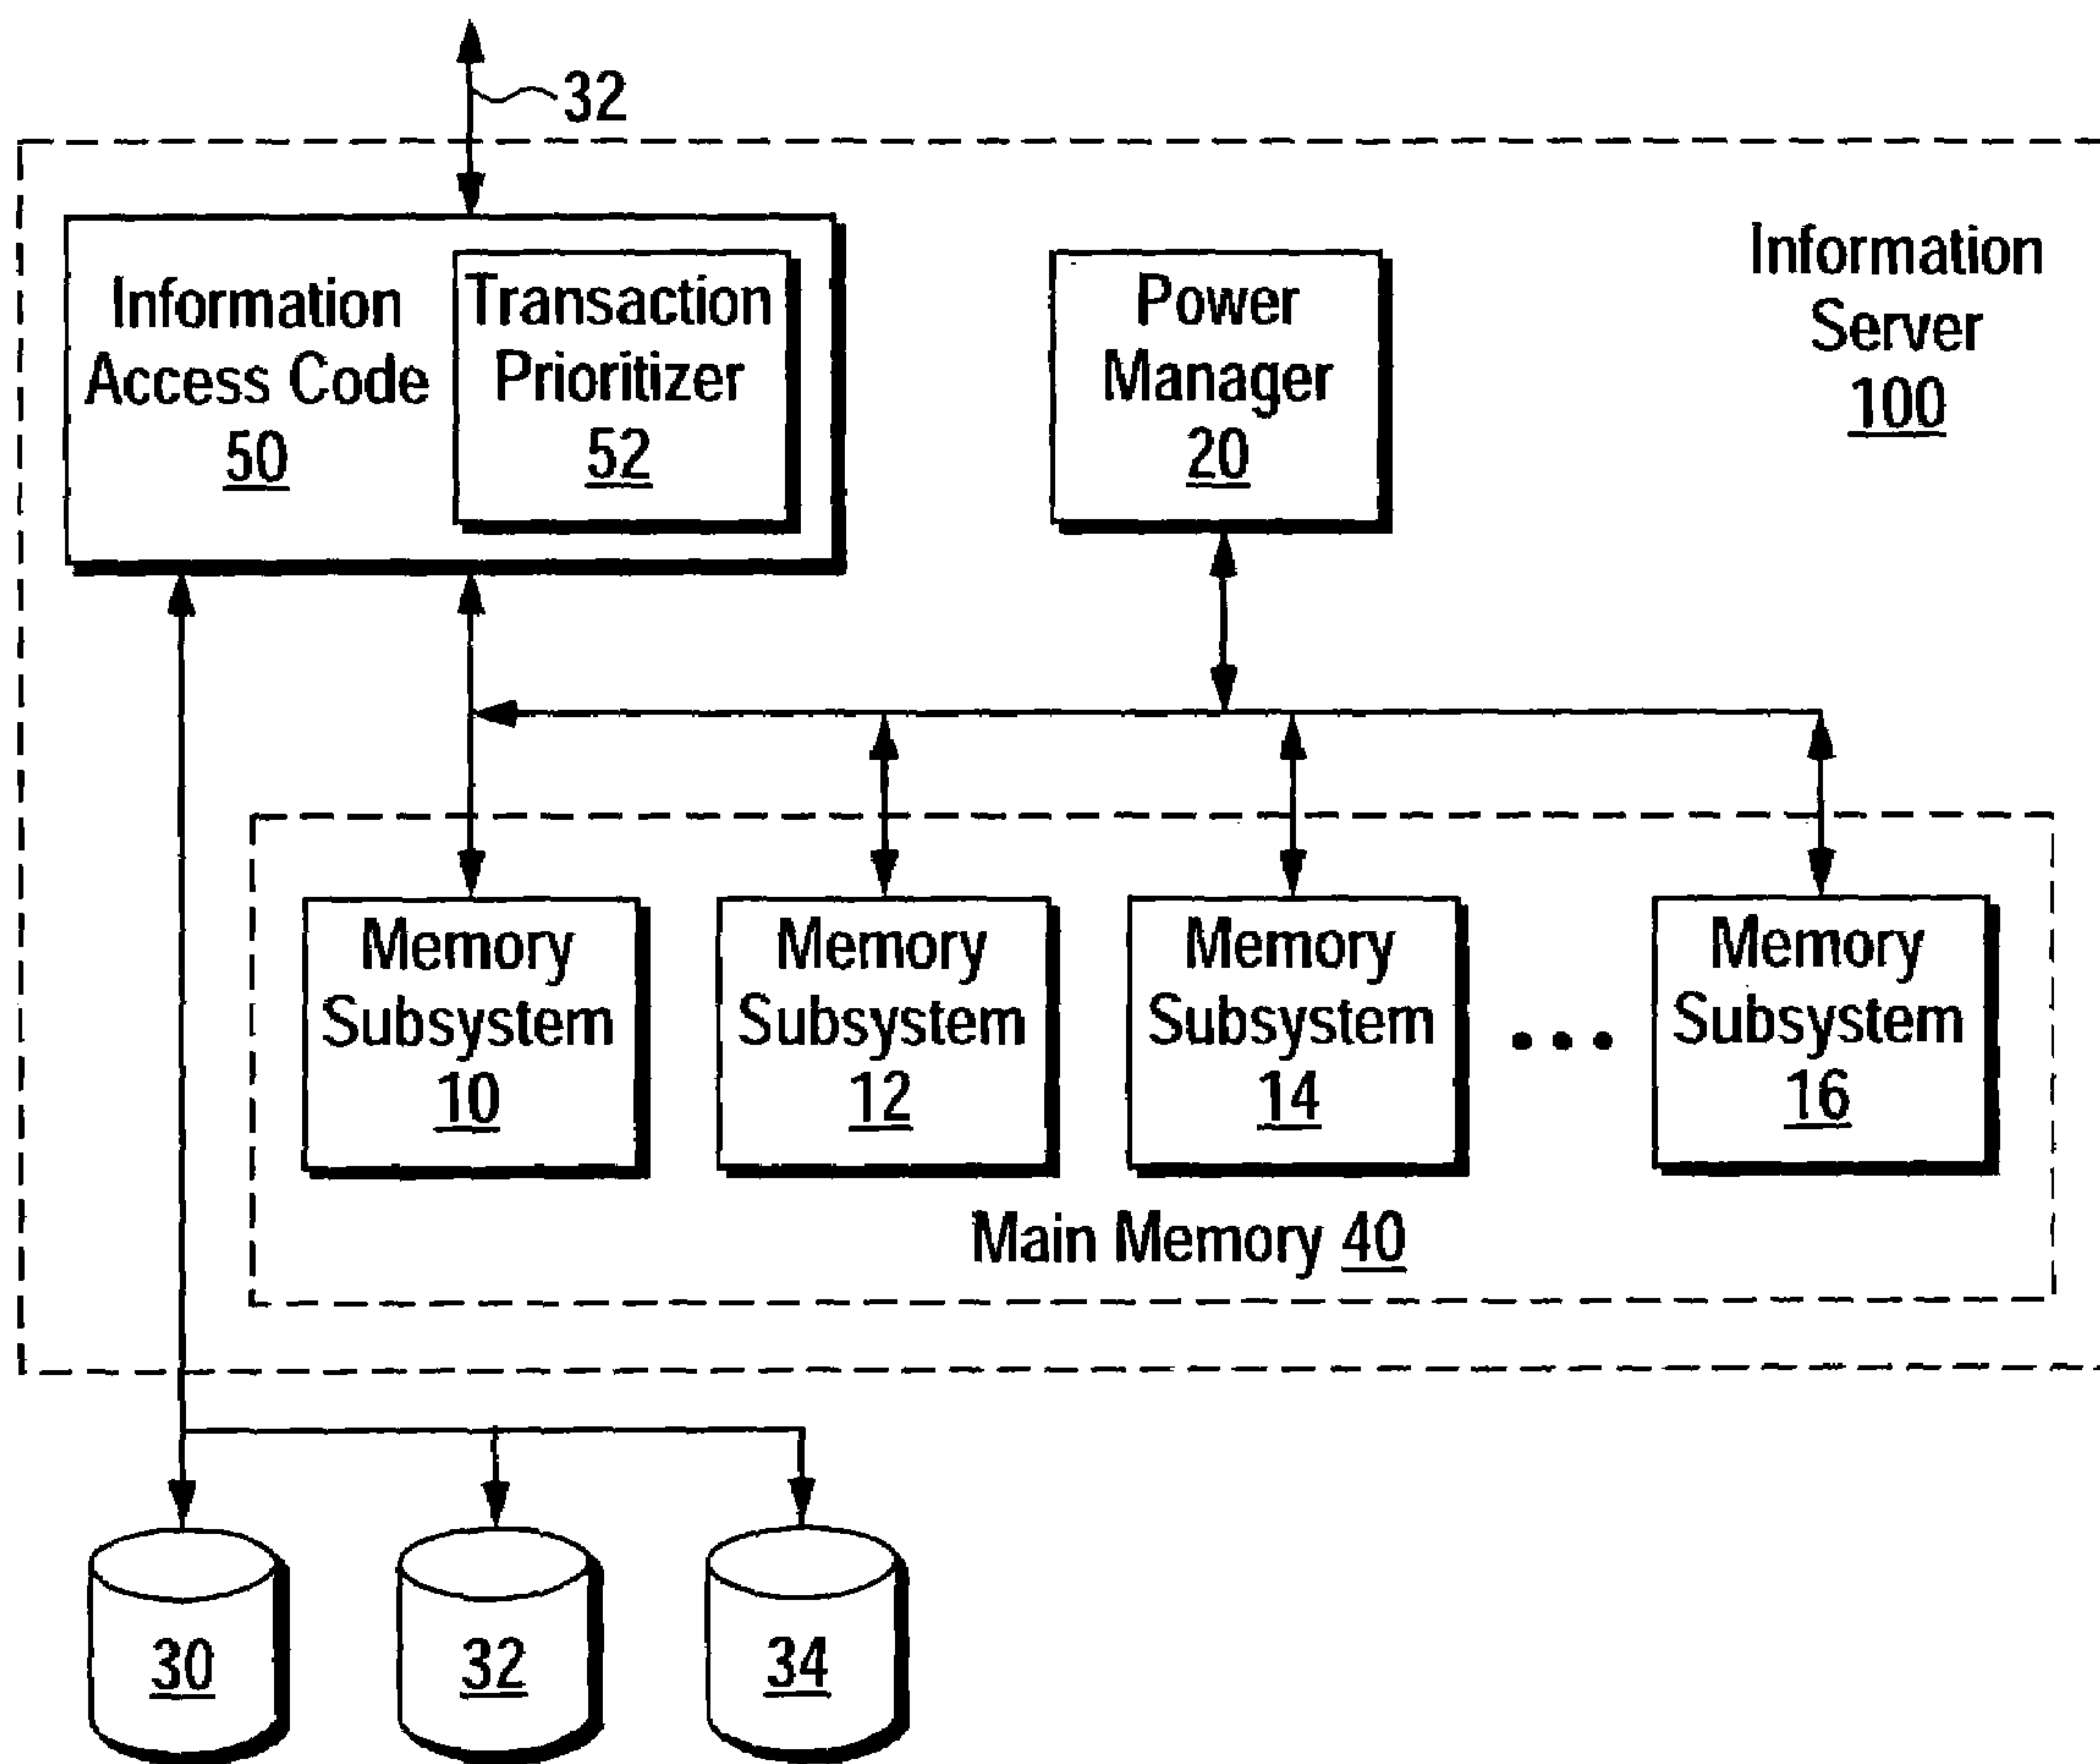 32
Information
Access Code
50
Transaction
Prioritizer
52
Power
Manager
20
Information
Server
100
Memory
Subsystem
10
Memory
Subsystem
12
Memory
Subsystem
14
Memory
Subsystem
16
Main Memory 40
30
32
34